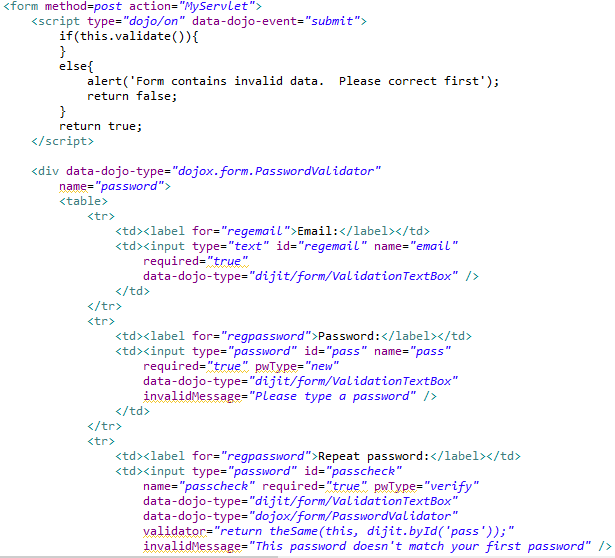 <form method=post action="MyServlet">
    <script type="dojo/on" data-dojo-event="submit">
        if(this.validate()){
        }
        else{
            alert('Form contains invalid data.  Please correct first');
            return false;
        }
        return true;
    </script>

    <div data-dojo-type="dojox.form.PasswordValidator"
        name="password">
        <table>
            <tr>
                <td><label for="regemail">Email:</label></td>
                <td><input type="text" id="regemail" name="email"
                    required="true"
                    data-dojo-type="dijit/form/ValidationTextBox" />
                </td>
            </tr>
            <tr>
                <td><label for="regpassword">Password:</label></td>
                <td><input type="password" id="pass" name="pass"
                    required="true" pwType="new"
                    data-dojo-type="dijit/form/ValidationTextBox"
                    invalidMessage="Please type a password" />
                </td>
            </tr>
            <tr>
                <td><label for="regpassword">Repeat password:</label></td>
                <td><input type="password" id="passcheck"
                    name="passcheck" required="true" pwType="verify"
                    data-dojo-type="dijit/form/ValidationTextBox"
                    data-dojo-type="dojox/form/PasswordValidator"
                    validator="return theSame(this, dijit.byId('pass'));"
                    invalidMessage="This password doesn't match your first password" />